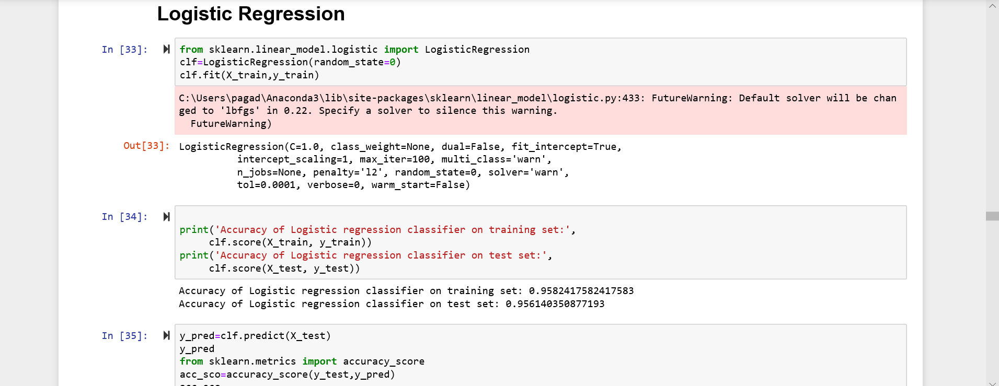 Logistic Regression
In [33]:
from sklearn.linear_model.logistic import LogisticRegression
clf=LogisticRegression(random_state=0)
clf.fit(X_train,y_train)
C:\Users\pagad\Anaconda3\lib\site-packages\sklearn\linear_model\logistic.py:433: FutureWarning: Default solver will be chan
ged to 'lbfgs' in 0.22. Specify a solver to silence this warning.
  FutureWarning)
Out[33]:
LogisticRegression(C=1.0, class_weight=None, dual=False, fit_intercept=True,
          intercept_scaling=1, max_iter=100, multi_class='warn',
          n_jobs=None, penalty='l2', random_state=0, solver='warn',
          tol=0.0001, verbose=0, warm_start=False)
In [34]:
print('Accuracy of Logistic regression classifier on training set:',
     clf.score(X_train, y_train))
print('Accuracy of Logistic regression classifier on test set:',
     clf.score(X_test, y_test))
Accuracy of Logistic regression classifier on training set: 0.9582417582417583
Accuracy of Logistic regression classifier on test set: 0.956140350877193
In [35]:
y_pred=clf.predict(X_test)
y_pred
from sklearn.metrics import accuracy_score
acc_sco=accuracy_score(y_test,y_pred)